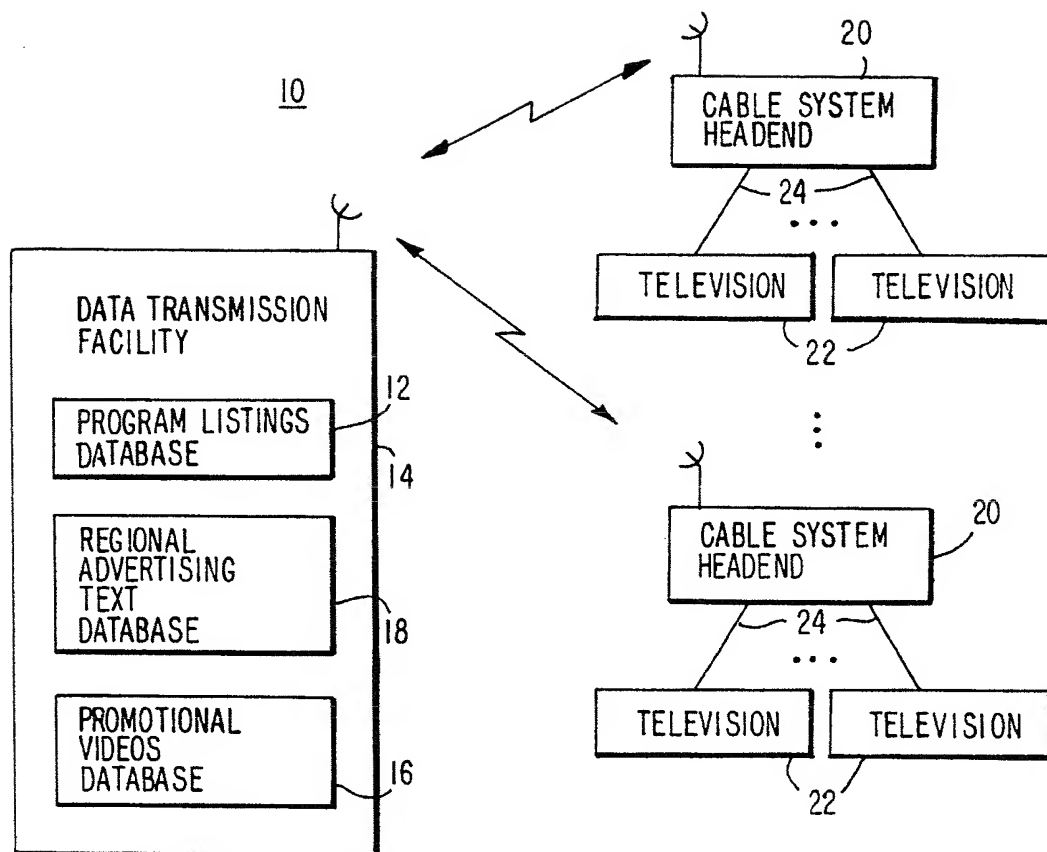 10
DATA TRANSMISSION
FACILITY
12
PROGRAM LISTINGS
DATABASE
14
REGIONAL
ADVERTISING
TEXT
DATABASE
18
PROMOTIONAL
VIDEOS
DATABASE
16
20
CABLE SYSTEM
HEADEND
24
TELEVISION
TELEVISION
22
CABLE SYSTEM
HEADEND
20
24
TELEVISION
TELEVISION
22